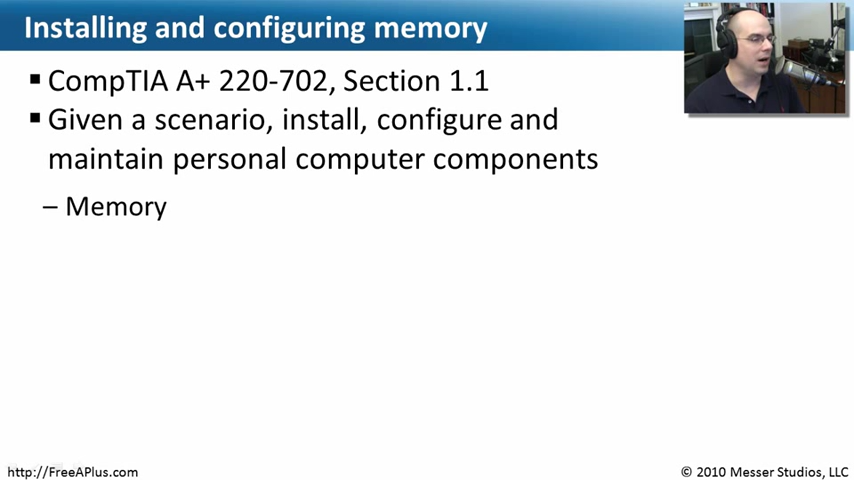 Installing and configuring memory
▪ CompTIA A+ 220-702, Section 1.1
▪ Given a scenario, install, configure and
maintain personal computer components
– Memory
http://FreeAPlus.com
© 2010 Messer Studios, LLC